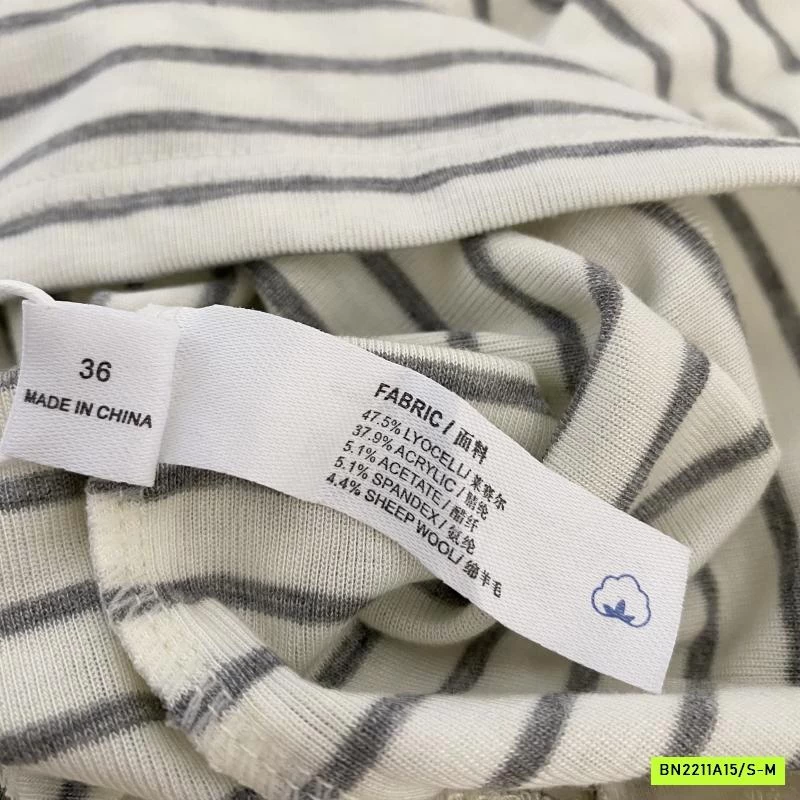 36
MADE IN CHINA
FABRIC / 面料
47.5% LYOCELL / 莱赛尔
37.9% ACRYLIC / 腈纶
5.1% ACETATE / 醋纤
5.1% SPANDEX / 氨纶
4.4% SHEEP WOOL / 绵羊毛
BN2211A15/S-M